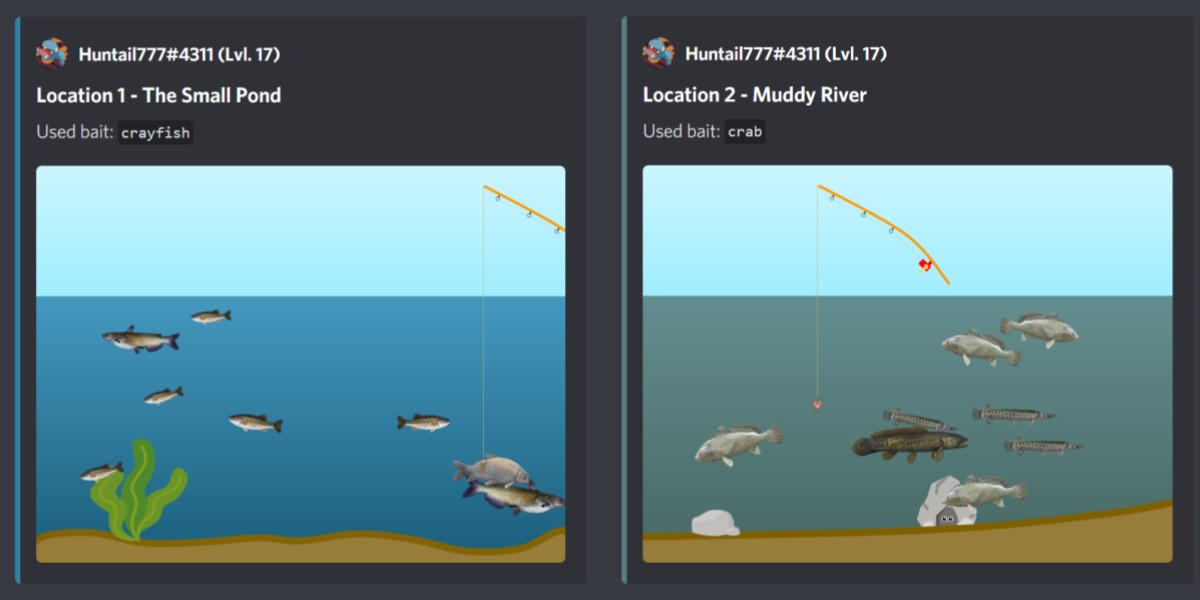 Huntail777#4311 (Lvl. 17)
Location 1 - The Small Pond
Used bait: crayfish
Huntail777#4311 (Lvl. 17)
Location 2 - Muddy River
Used bait: crab